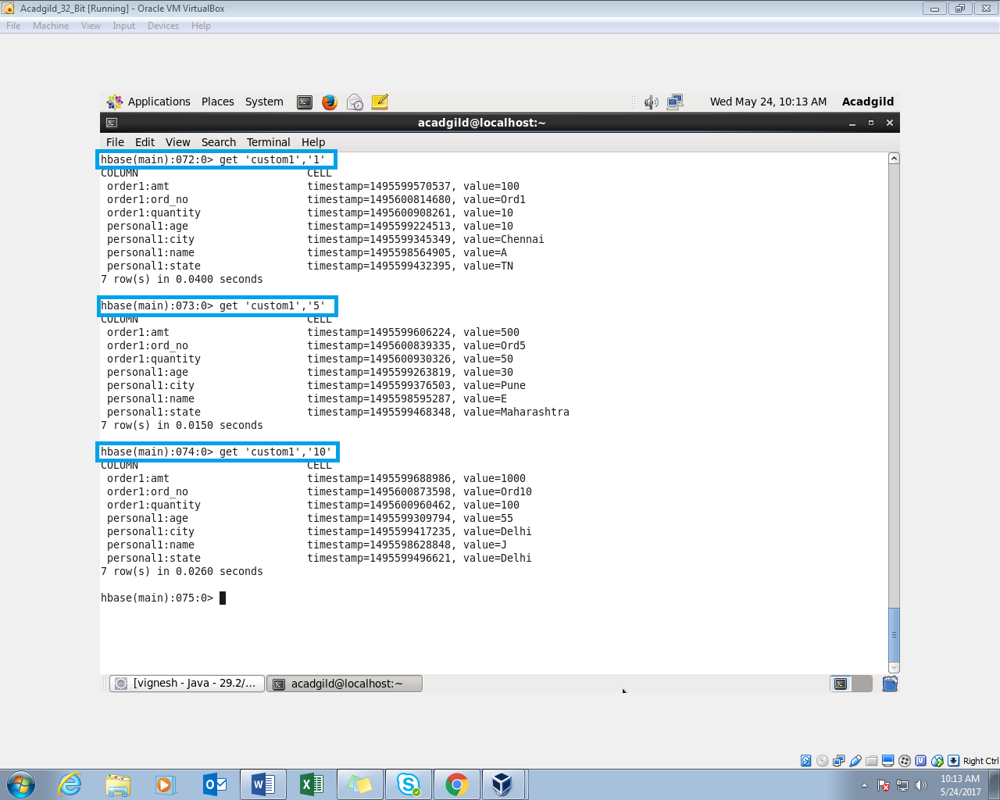 Acadgild_32_Bit [Running] - Oracle VM VirtualBox
File Machine View Input Devices Help
Applications Places System Wed May 24, 10:13 AM Acadgild
acadgild@localhost:~
File Edit View Search Terminal Help
hbase(main):072:0> get 'custom1','1'
COLUMN CELL
order1:amt timestamp=1495599570537, value=100
order1:ord_no timestamp=1495600814680, value=Ord1
order1:quantity timestamp=1495600908261, value=10
personal1:age timestamp=1495599224513, value=10
personal1:city timestamp=1495599345349, value=Chennai
personal1:name timestamp=1495598564905, value=A
personal1:state timestamp=1495599432395, value=TN
7 row(s) in 0.0400 seconds
hbase(main):073:0> get 'custom1','5'
COLUMN CELL
order1:amt timestamp=1495599606224, value=500
order1:ord_no timestamp=1495600839335, value=Ord5
order1:quantity timestamp=1495600930326, value=50
personal1:age timestamp=1495599263819, value=30
personal1:city timestamp=1495599376503, value=Pune
personal1:name timestamp=1495598595287, value=E
personal1:state timestamp=1495599468348, value=Maharashtra
7 row(s) in 0.0150 seconds
hbase(main):074:0> get 'custom1','10'
COLUMN CELL
order1:amt timestamp=1495599688986, value=1000
order1:ord_no timestamp=1495600873598, value=Ord10
order1:quantity timestamp=1495600960462, value=100
personal1:age timestamp=1495599309794, value=55
personal1:city timestamp=1495599417235, value=Delhi
personal1:name timestamp=1495598628848, value=J
personal1:state timestamp=1495599496621, value=Delhi
7 row(s) in 0.0260 seconds
hbase(main):075:0>
[vignesh - Java - 29.2/... acadgild@localhost:~
Right Ctrl
10:13 AM
5/24/2017